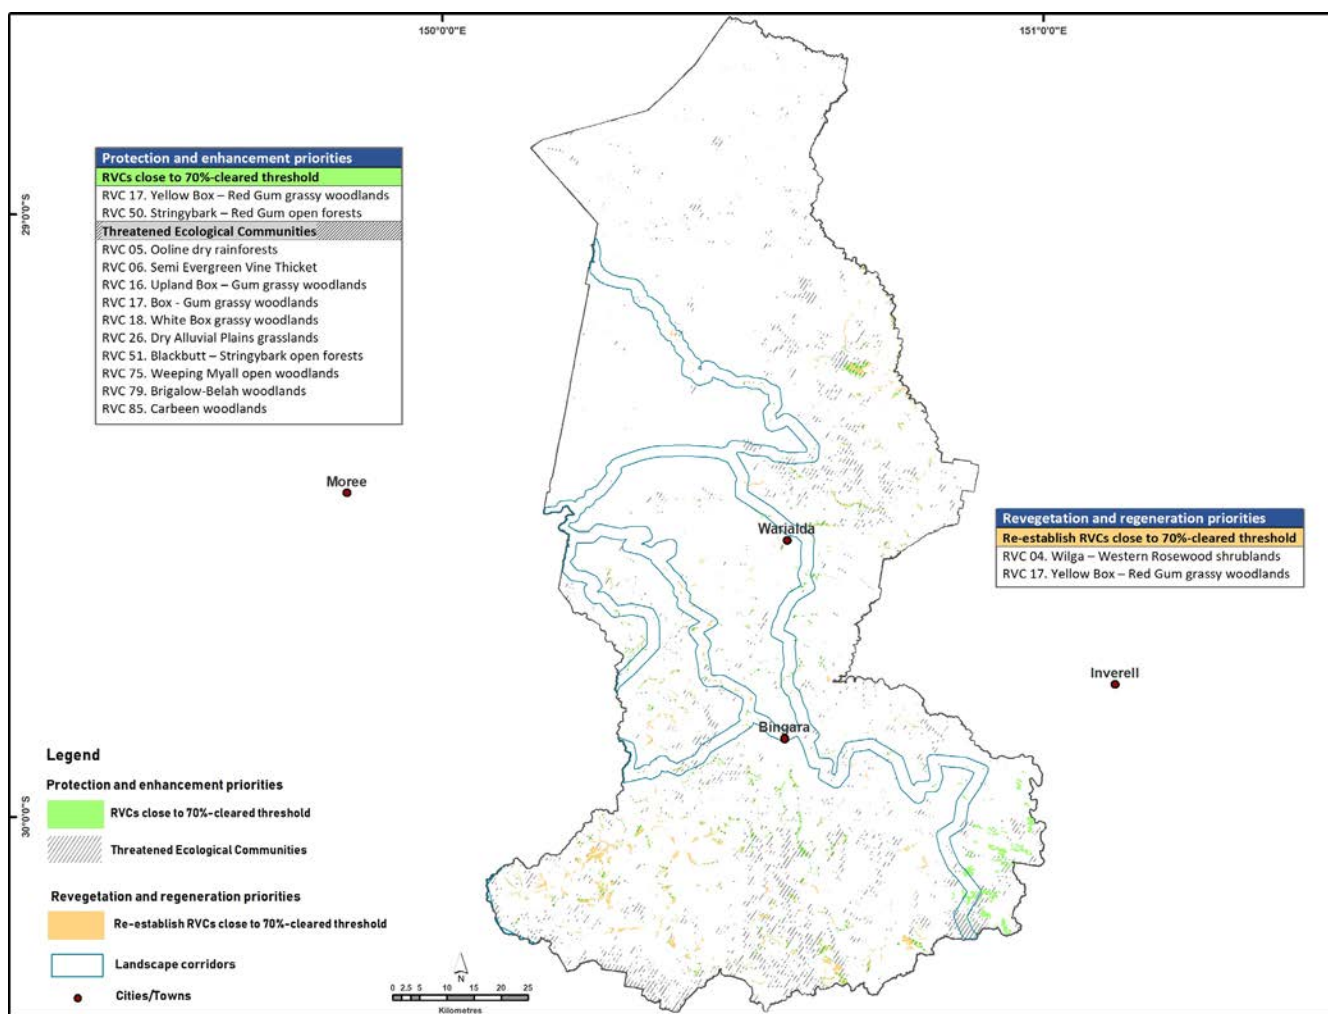 150°0'0"E
151°0'0"E
29°0'0"S
30°0'0"S
Protection and enhancement priorities
RVCs close to 70%-cleared threshold
RVC 17. Yellow Box – Red Gum grassy woodlands
RVC 50. Stringybark – Red Gum open forests
Threatened Ecological Communities
RVC 05. Ooline dry rainforests
RVC 06. Semi Evergreen Vine Thicket
RVC 16. Upland Box – Gum grassy woodlands
RVC 17. Box - Gum grassy woodlands
RVC 18. White Box grassy woodlands
RVC 26. Dry Alluvial Plains grasslands
RVC 51. Blackbutt – Stringybark open forests
RVC 75. Weeping Myall open woodlands
RVC 79. Brigalow-Belah woodlands
RVC 85. Carbeen woodlands
Moree
Warialda
Revegetation and regeneration priorities
Re-establish RVCs close to 70%-cleared threshold
RVC 04. Wilga – Western Rosewood shrublands
RVC 17. Yellow Box – Red Gum grassy woodlands
Inverell
Bingara
Legend
Protection and enhancement priorities
RVCs close to 70%-cleared threshold
Threatened Ecological Communities
Revegetation and regeneration priorities
Re-establish RVCs close to 70%-cleared threshold
Landscape corridors
Cities/Towns
N
0 2.5 5 10 15 20 25
Kilometres